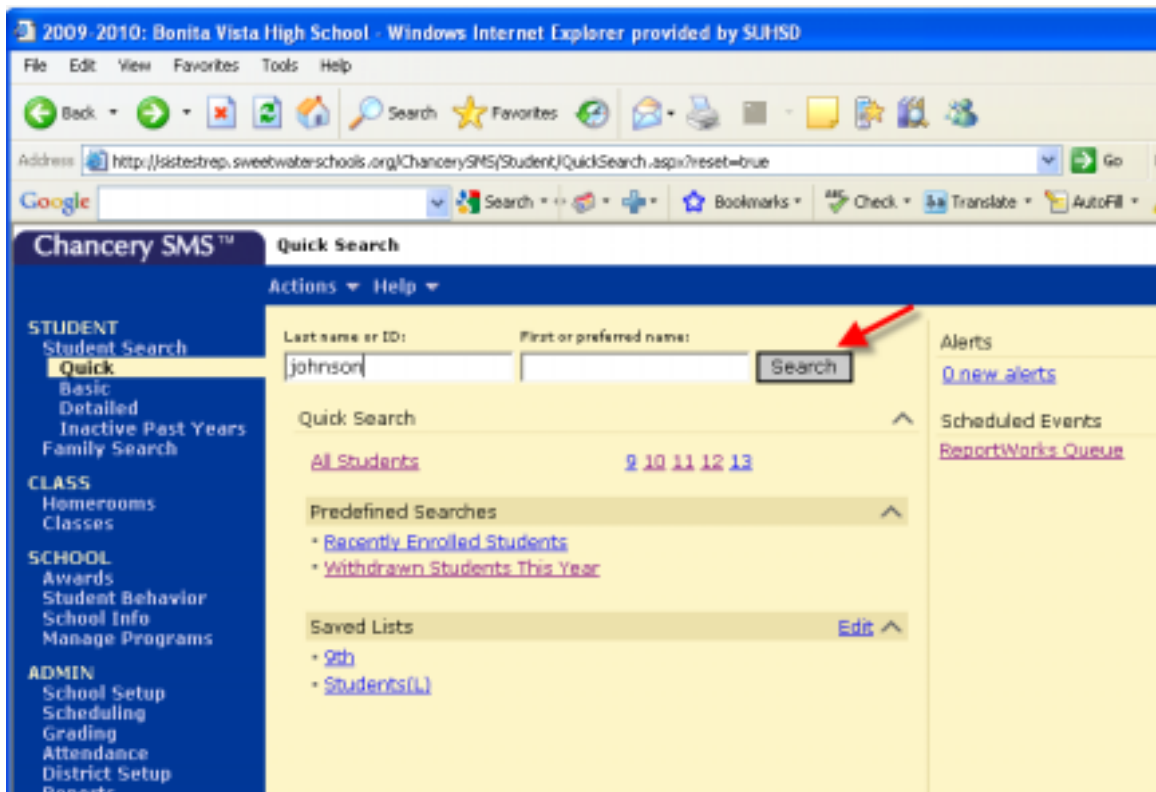 2009-2010: Bonita Vista High School - Windows Internet Explorer provided by SUHSD
File Edit View Favorites Tools Help
Back Search Favorites
Address http://sistestrep.sweetwaterschools.org/ChancerySMS/Student/QuickSearch.aspx?reset=true Go
Google Search Bookmarks Check Translate AutoFill
Chancery SMS™ Quick Search
Actions Help
STUDENT
Student Search
Quick
Basic
Detailed
Inactive Past Years
Family Search
CLASS
Homerooms
Classes
SCHOOL
Awards
Student Behavior
School Info
Manage Programs
ADMIN
School Setup
Scheduling
Grading
Attendance
District Setup
Reports
Last name or ID: First or preferred name:
johnson Search
Quick Search
All Students 9 10 11 12 13
Predefined Searches
• Recently Enrolled Students
• Withdrawn Students This Year
Saved Lists Edit
• 9th
• Students(L)
Alerts
0 new alerts
Scheduled Events
ReportWorks Queue